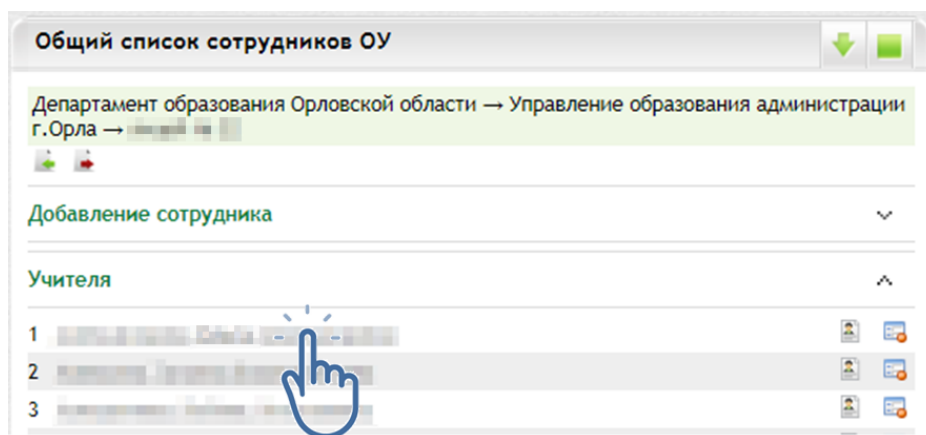 Общий список сотрудников ОУ
Департамент образования Орловской области → Управление образования администрации
г.Орла →
Добавление сотрудника
Учителя
1
2
3